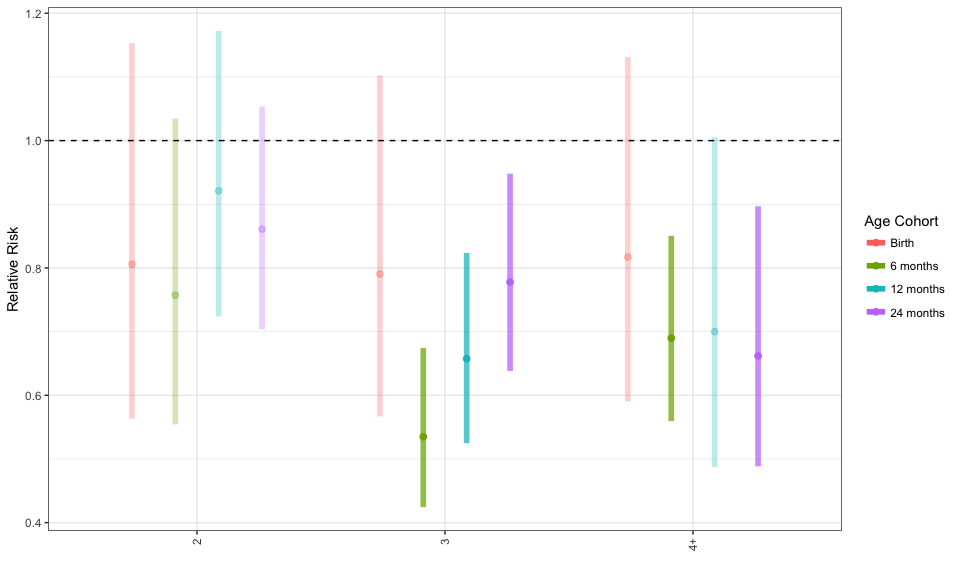 Relative Risk
1.2
1.0
0.8
0.6
0.4
2
3
4+
Age Cohort
Birth
6 months
12 months
24 months